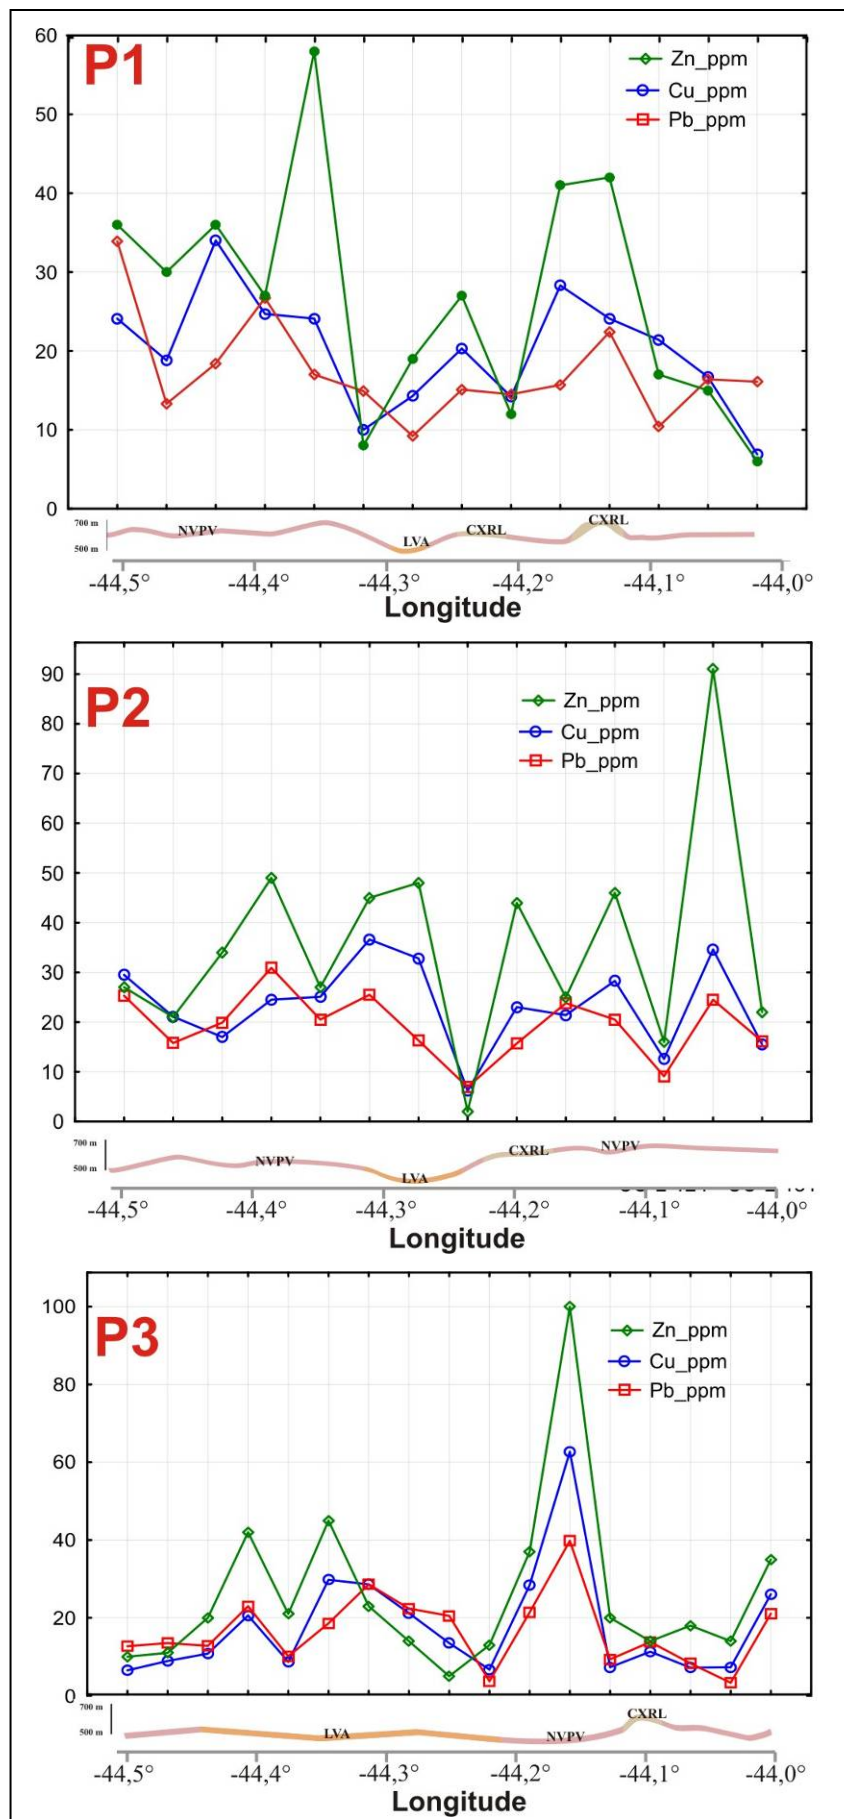 P1
Zn_ppm
Cu_ppm
Pb_ppm
60
50
40
30
20
10
0
700 m
500 m
NVPV
LVA
CXRL
CXRL
-44,5° -44,4° -44,3° -44,2° -44,1° -44,0°
Longitude
P2
Zn_ppm
Cu_ppm
Pb_ppm
90
80
70
60
50
40
30
20
10
0
700 m
500 m
NVPV
LVA
CXRL
NVPV
-44,5° -44,4° -44,3° -44,2° -44,1° -44,0°
Longitude
P3
Zn_ppm
Cu_ppm
Pb_ppm
100
80
60
40
20
0
700 m
500 m
LVA
NVPV
CXRL
-44,5° -44,4° -44,3° -44,2° -44,1° -44,0°
Longitude